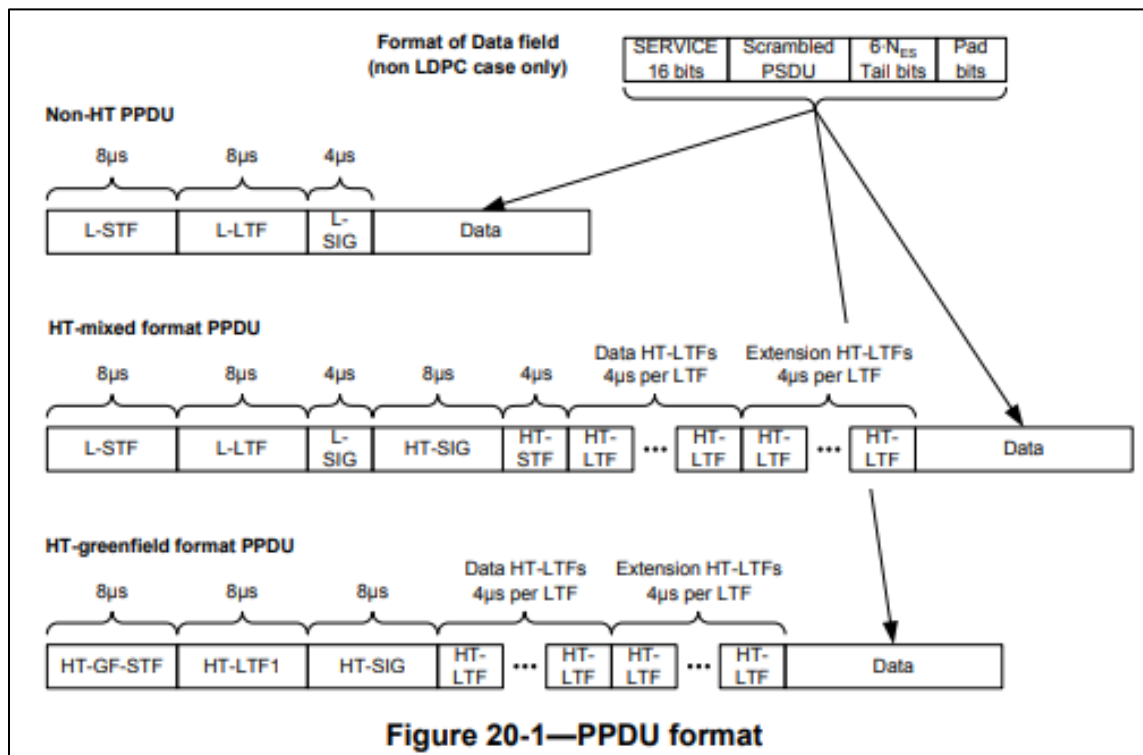 Format of Data field
(non LDPC case only)
SERVICE 16 bits
Scrambled PSDU
6·N_ES Tail bits
Pad bits
Non-HT PPDU
8µs 8µs 4µs
L-STF L-LTF L-SIG Data
HT-mixed format PPDU
Data HT-LTFs
4µs per LTF
Extension HT-LTFs
4µs per LTF
8µs 8µs 4µs 8µs 4µs
L-STF L-LTF L-SIG HT-SIG HT-STF HT-LTF ••• HT-LTF HT-LTF ••• HT-LTF Data
HT-greenfield format PPDU
Data HT-LTFs
4µs per LTF
Extension HT-LTFs
4µs per LTF
8µs 8µs 8µs
HT-GF-STF HT-LTF1 HT-SIG HT-LTF ••• HT-LTF HT-LTF ••• HT-LTF Data
Figure 20-1—PPDU format